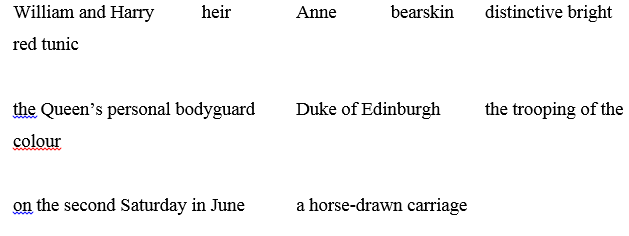 William and Harry heir Anne bearskin distinctive bright
red tunic
the Queen's personal bodyguard Duke of Edinburgh the trooping of the
colour
on the second Saturday in June a horse-drawn carriage